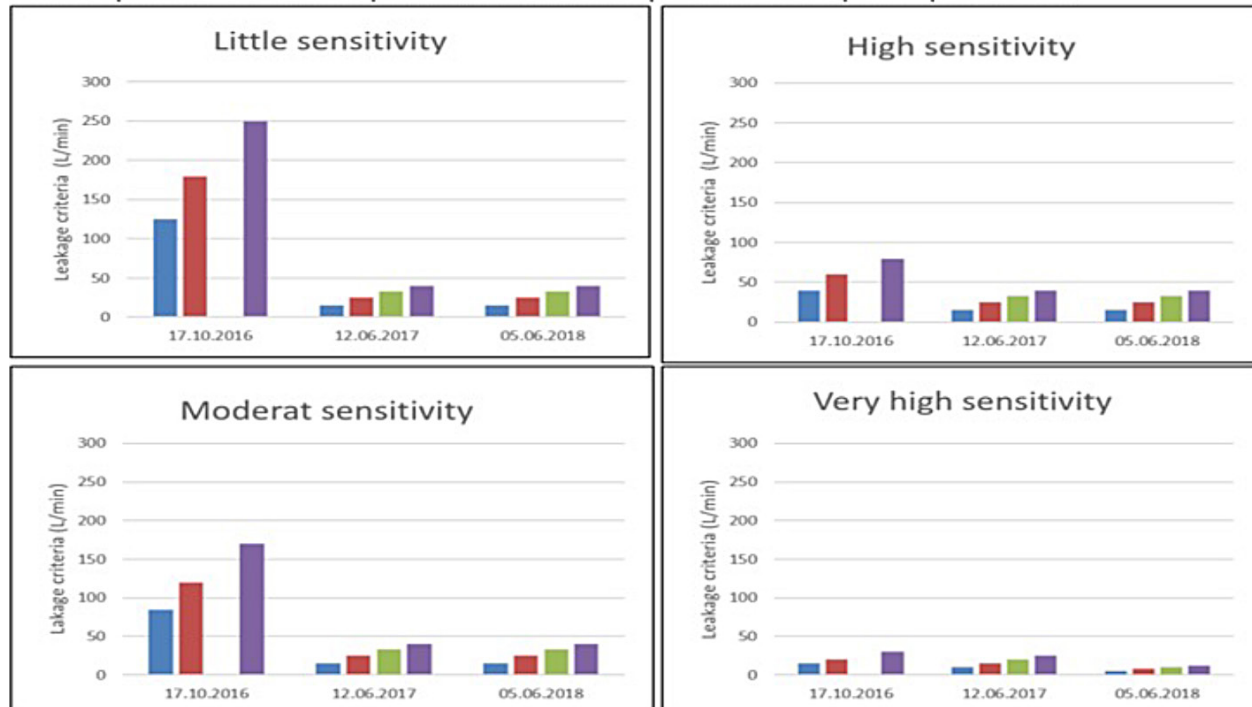 Little sensitivity
Leakage criteria (L/min)
300
250
200
150
100
50
0
17.10.2016 12.06.2017 05.06.2018
High sensitivity
Leakage criteria (L/min)
300
250
200
150
100
50
0
17.10.2016 12.06.2017 05.06.2018
Moderat sensitivity
Lakage criteria (L/min)
300
250
200
150
100
50
0
17.10.2016 12.06.2017 05.06.2018
Very high sensitivity
Leakage criteria (L/min)
300
250
200
150
100
50
0
17.10.2016 12.06.2017 05.06.2018